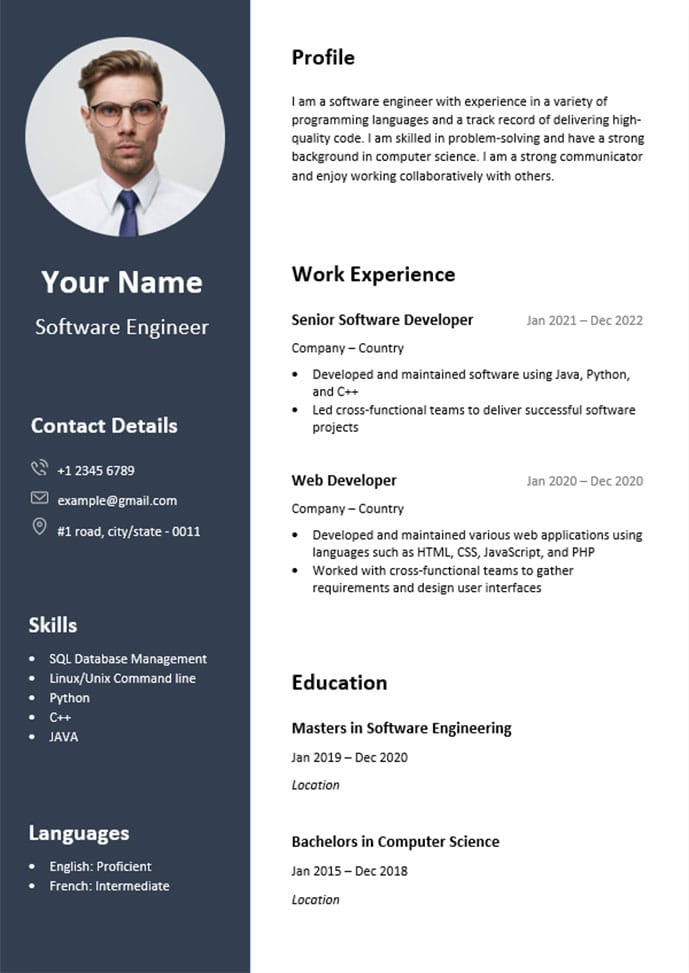 Your Name
Software Engineer
Contact Details
+1 2345 6789
example@gmail.com
#1 road, city/state - 0011
Skills
• SQL Database Management
• Linux/Unix Command line
• Python
• C++
• JAVA
Languages
• English: Proficient
• French: Intermediate
Profile
I am a software engineer with experience in a variety of
programming languages and a track record of delivering high-
quality code. I am skilled in problem-solving and have a strong
background in computer science. I am a strong communicator
and enjoy working collaboratively with others.
Work Experience
Senior Software Developer Jan 2021 – Dec 2022
Company – Country
• Developed and maintained software using Java, Python,
and C++
• Led cross-functional teams to deliver successful software
projects
Web Developer Jan 2020 – Dec 2020
Company – Country
• Developed and maintained various web applications using
languages such as HTML, CSS, JavaScript, and PHP
• Worked with cross-functional teams to gather
requirements and design user interfaces
Education
Masters in Software Engineering
Jan 2019 – Dec 2020
Location
Bachelors in Computer Science
Jan 2015 – Dec 2018
Location